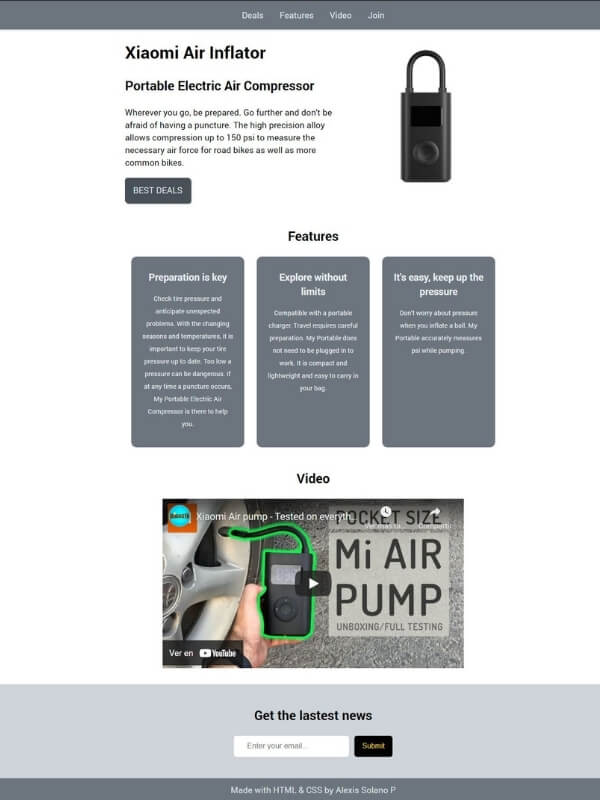 Deals Features Video Join
Xiaomi Air Inflator
Portable Electric Air Compressor
Wherever you go, be prepared. Go further and don't be
afraid of having a puncture. The high precision alloy
allows compression up to 150 psi to measure the
necessary air force for road bikes as well as more
common bikes.
BEST DEALS
Features
Preparation is key
Check tire pressure and
anticipate unexpected
problems. With the changing
seasons and temperatures, it is
important to keep your tire
pressure up to date. Too low a
pressure can be dangerous. If
at any time a puncture occurs,
My Portable Electric Air
Compressor is there to help
you.
Explore without
limits
Compatible with a portable
charger. Travel requires careful
preparation. My Portable does
not need to be plugged in to
work. It is compact and
lightweight and easy to carry in
your bag.
It's easy, keep up the
pressure
Don't worry about pressure
when you inflate a ball. My
Portable accurately measures
psi while pumping.
Video
Xiaomi Air pump - Tested on everyth...
POCKET SIZE
Mi AIR
PUMP
UNBOXING/FULL TESTING
Ver en YouTube
Get the lastest news
Enter your email...
Submit
Made with HTML & CSS by Alexis Solano P